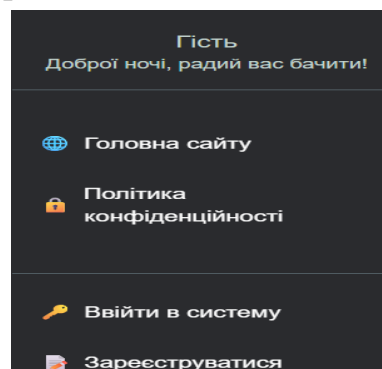 Гість
Доброї ночі, радий вас бачити!
Головна сайту
Політика
конфіденційності
Ввійти в систему
Зареєструватися